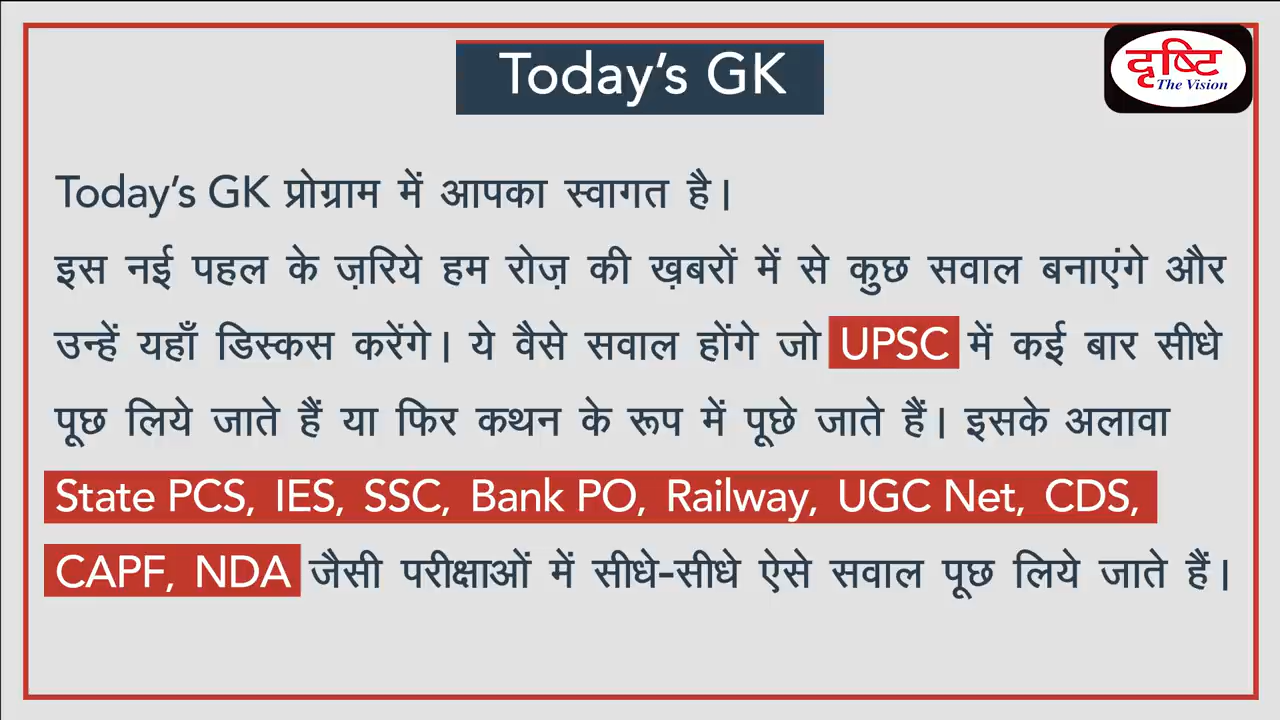 Today's GK
दृष्टि
The Vision
Today's GK प्रोग्राम में आपका स्वागत है।
इस नई पहल के ज़रिये हम रोज़ की ख़बरों में से कुछ सवाल बनाएंगे और
उन्हें यहाँ डिस्कस करेंगे। ये वैसे सवाल होंगे जो UPSC में कई बार सीधे
पूछ लिये जाते हैं या फिर कथन के रूप में पूछे जाते हैं। इसके अलावा
State PCS, IES, SSC, Bank PO, Railway, UGC Net, CDS,
CAPF, NDA जैसी परीक्षाओं में सीधे-सीधे ऐसे सवाल पूछ लिये जाते हैं।